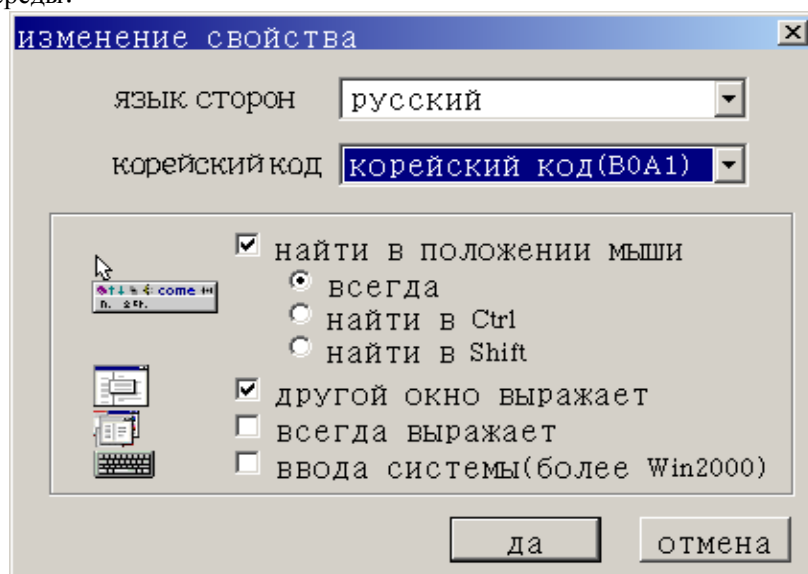 изменение свойства
язык сторон русский
корейский код корейский код(B0A1)
найти в положении мыши
всегда
найти в Ctrl
найти в Shift
come
другой окно выражает
всегда выражает
ввода системы(более Win2000)
да отмена